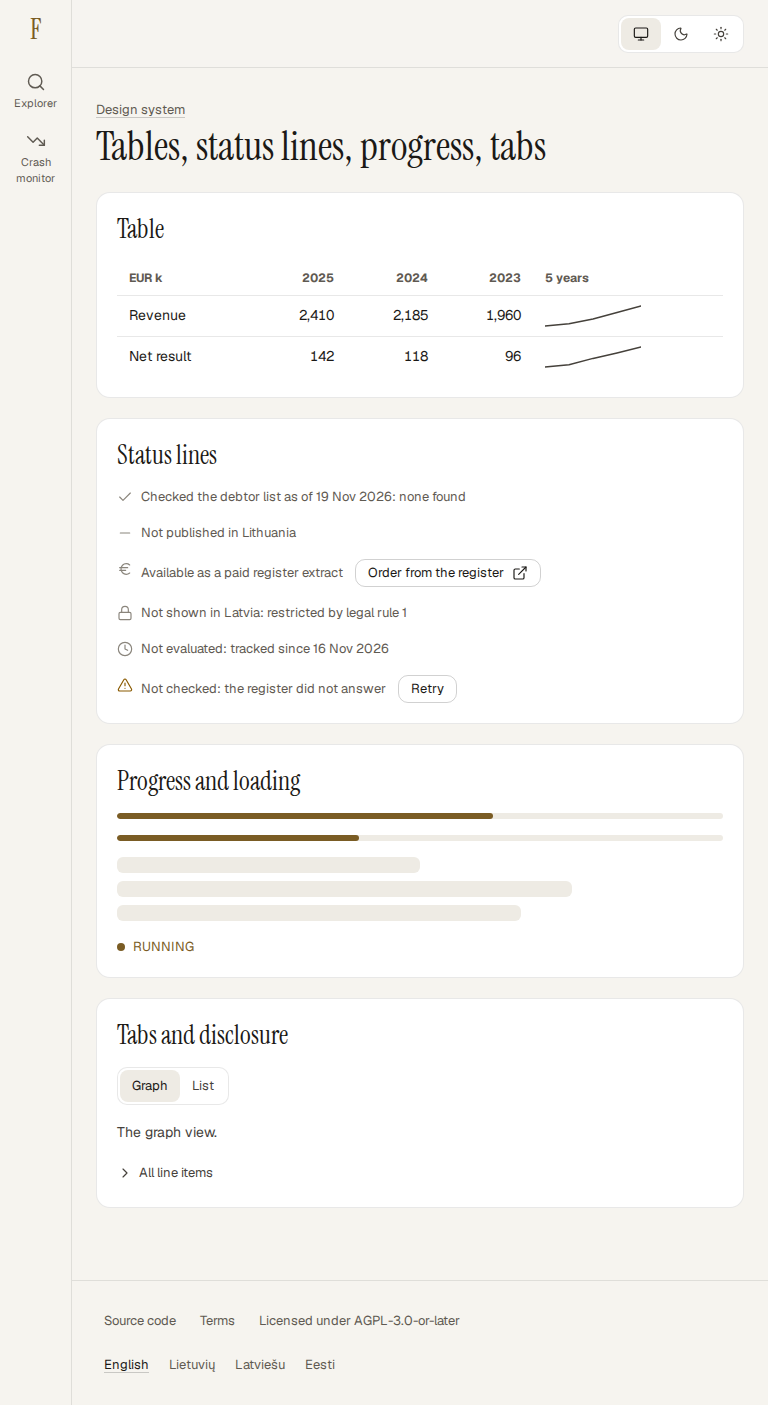 F
Explorer
Crash
monitor
Design system
Tables, status lines, progress, tabs
Table
EUR k 2025 2024 2023 5 years
Revenue 2,410 2,185 1,960
Net result 142 118 96
Status lines
Checked the debtor list as of 19 Nov 2026: none found
Not published in Lithuania
€ Available as a paid register extract Order from the register
Not shown in Latvia: restricted by legal rule 1
Not evaluated: tracked since 16 Nov 2026
Not checked: the register did not answer Retry
Progress and loading
RUNNING
Tabs and disclosure
Graph List
The graph view.
All line items
Source code Terms Licensed under AGPL-3.0-or-later
English Lietuvių Latviešu Eesti